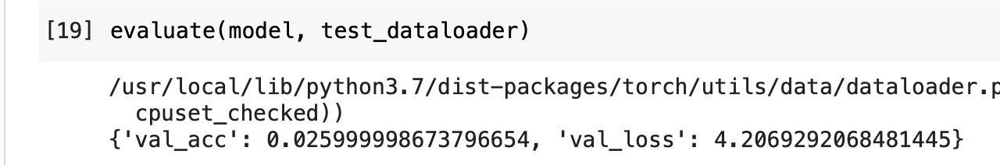 [19] evaluate(model, test_dataloader)
/usr/local/lib/python3.7/dist-packages/torch/utils/data/dataloader.p
cpuset_checked))
{'val_acc': 0.025999998673796654, 'val_loss': 4.2069292068481445}